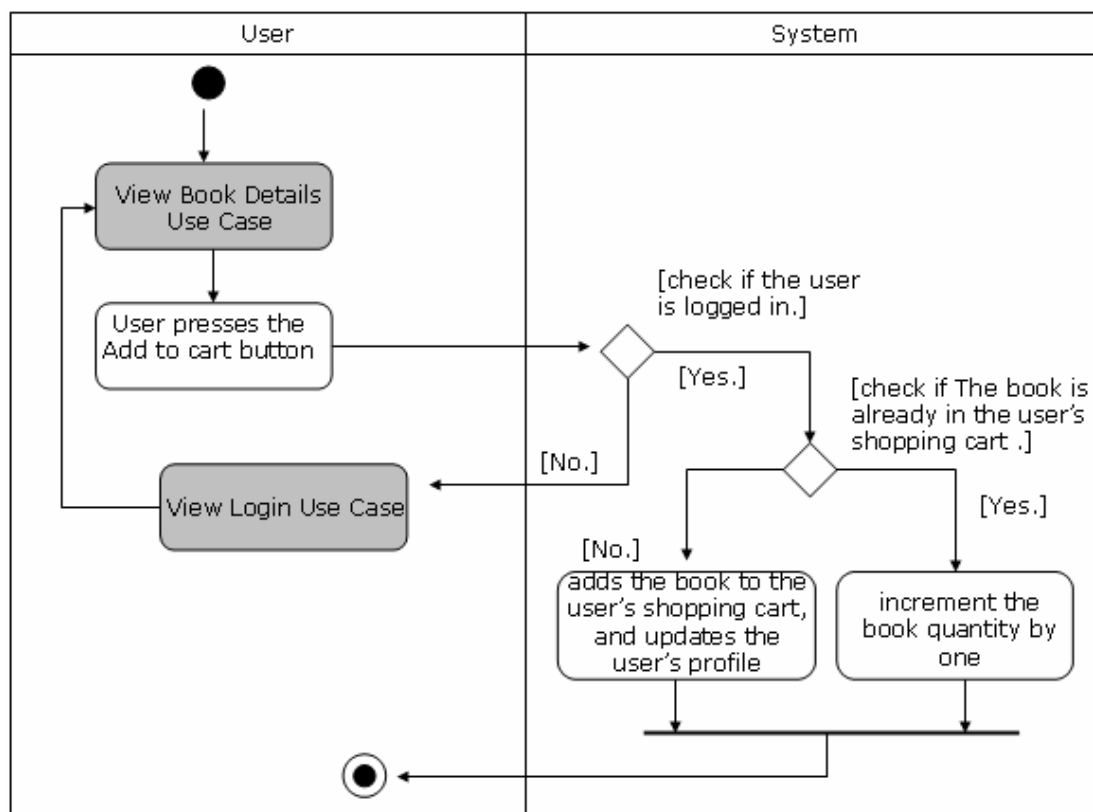 User
System
View Book Details
Use Case
User presses the
Add to cart button
[check if the user
is logged in.]
[Yes.]
[check if The book is
already in the user’s
shopping cart .]
[No.]
View Login Use Case
[Yes.]
[No.]
adds the book to the
user’s shopping cart,
and updates the
user’s profile
increment the
book quantity by
one